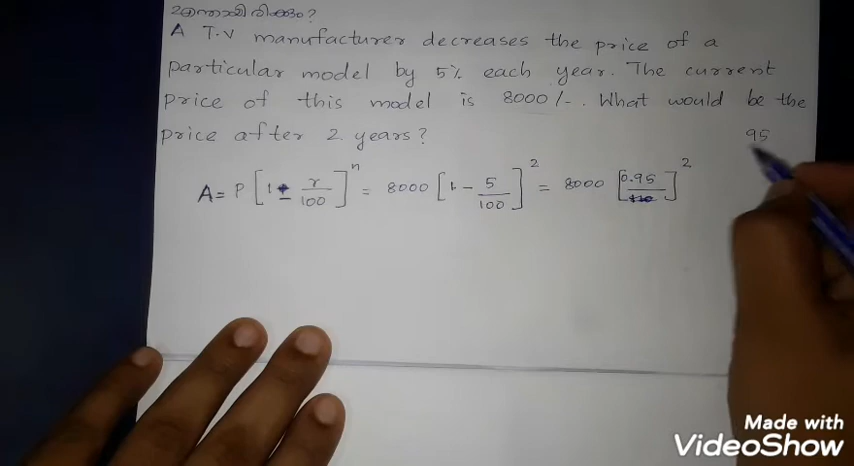 A T.V manufacturer decreases the price of a
particular model by 5% each year. The current
price of this model is 8000/-. What would be the
price after 2 years?
95
A = P [1 ± r/100]^n = 8000 [1 - 5/100]^2 = 8000 [0.95]^2
Made with
VideoShow